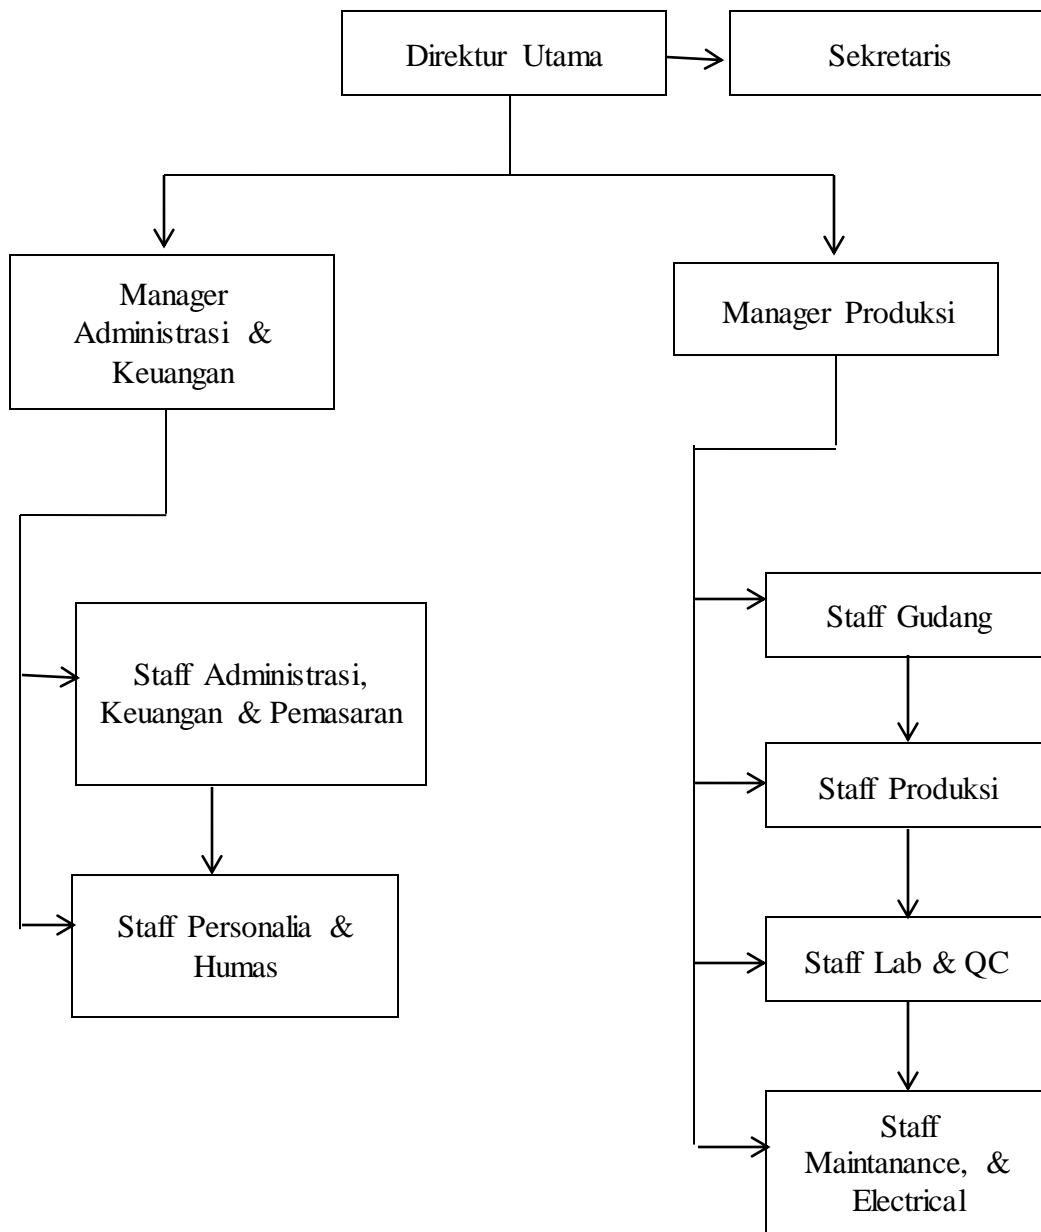 Direktur Utama
Sekretaris
Manager
Administrasi &
Keuangan
Manager Produksi
Staff Administrasi,
Keuangan & Pemasaran
Staff Personalia &
Humas
Staff Gudang
Staff Produksi
Staff Lab & QC
Staff
Maintanance, &
Electrical